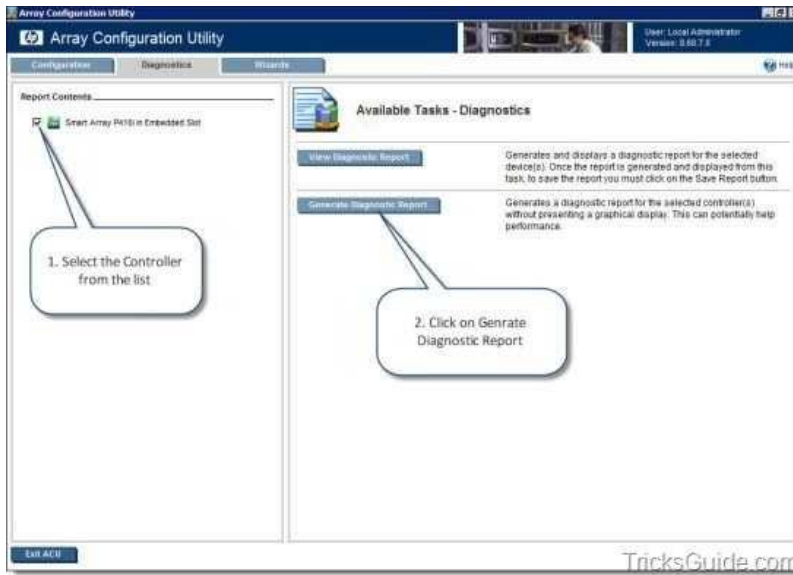 Array Configuration Utility
hp
Array Configuration Utility
User: Local Administrator
Configuration
Diagnostics
Wizards
Help
Report Contents
Smart Array P410i in Embedded Slot
Available Tasks - Diagnostics
View Diagnostic Report
Generates and displays a diagnostic report for the selected
device(s). Once the report is generated and displayed from this
task, to save the report you must click on the Save Report button.
Generate Diagnostic Report
Generates a diagnostic report for the selected controller(s)
without presenting a graphical display. This can potentially help
performance.
1. Select the Controller
from the list
2. Click on Genrate
Diagnostic Report
Exit ACU
TricksGuide.com